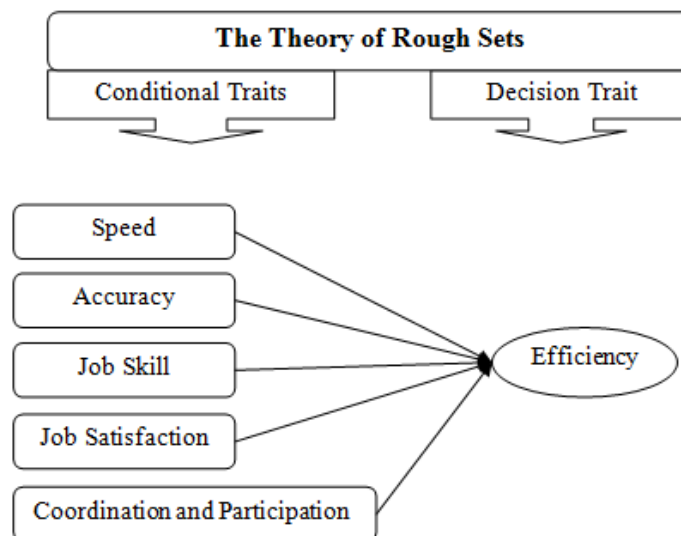 The Theory of Rough Sets
Conditional Traits
Decision Trait
Speed
Accuracy
Job Skill
Job Satisfaction
Coordination and Participation
Efficiency